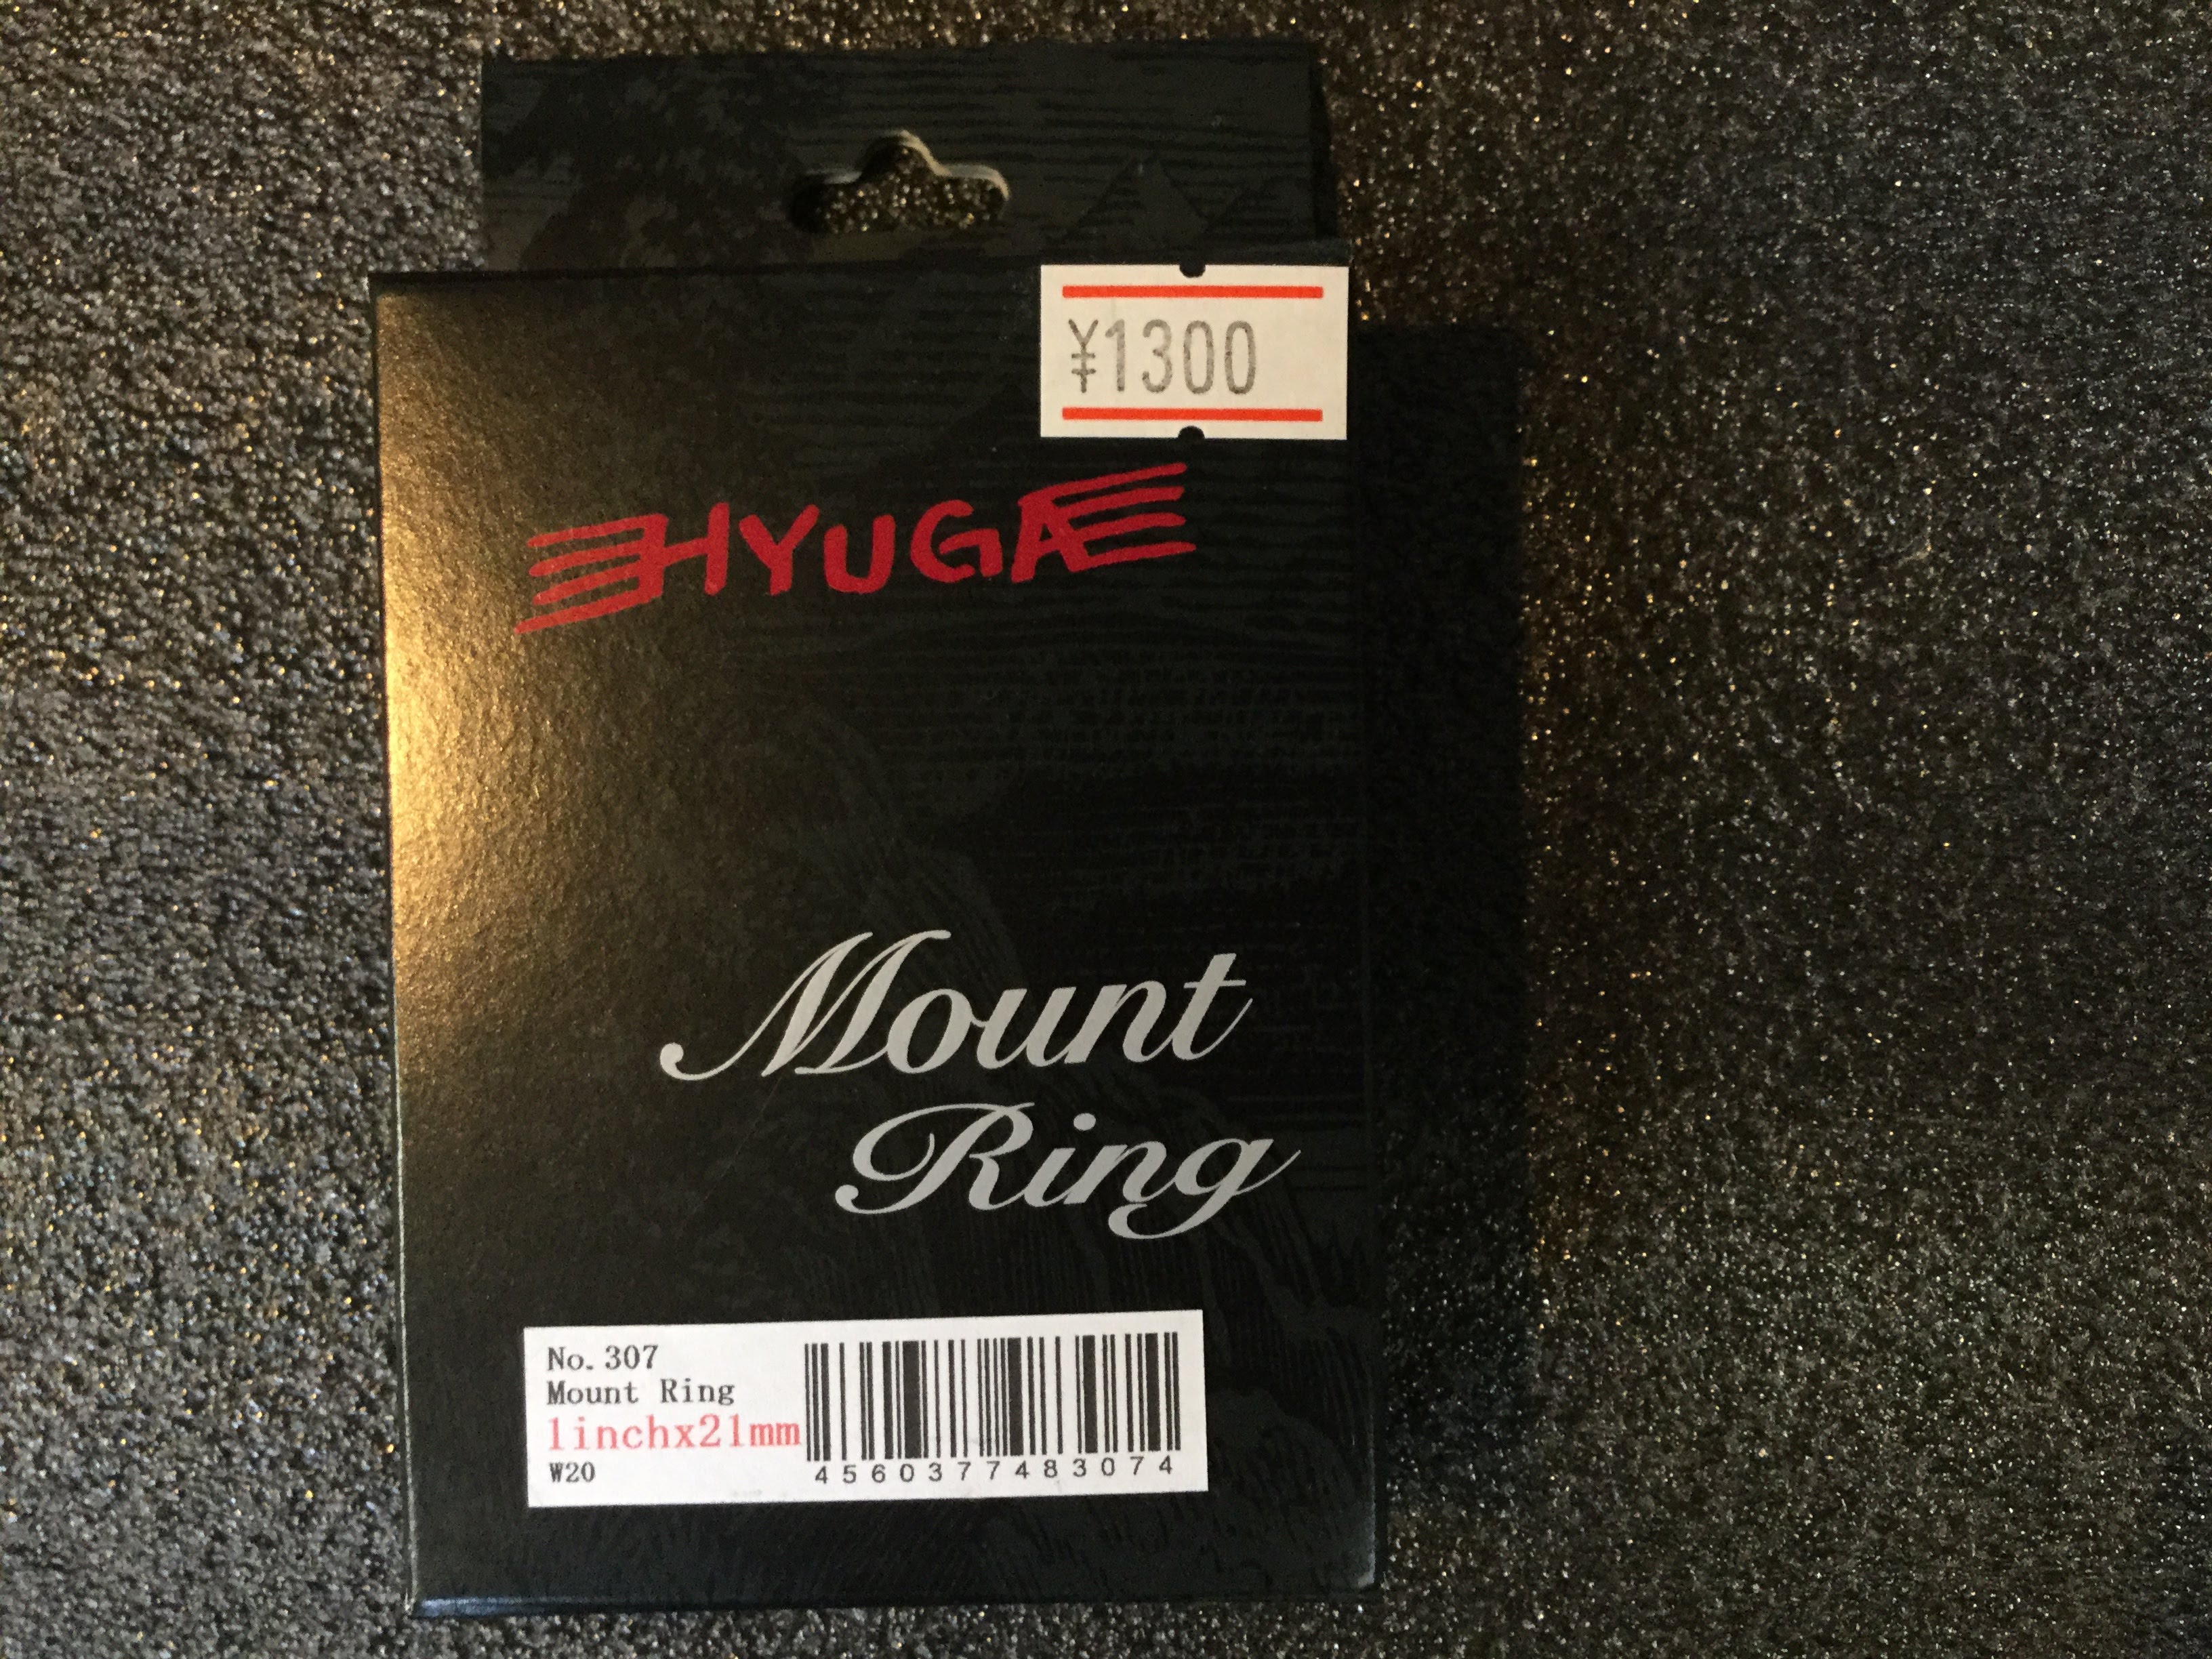 ¥1300
HYUGA
Mount
Ring
No. 307
Mount Ring
1inchx21mm
W20
4560377483074